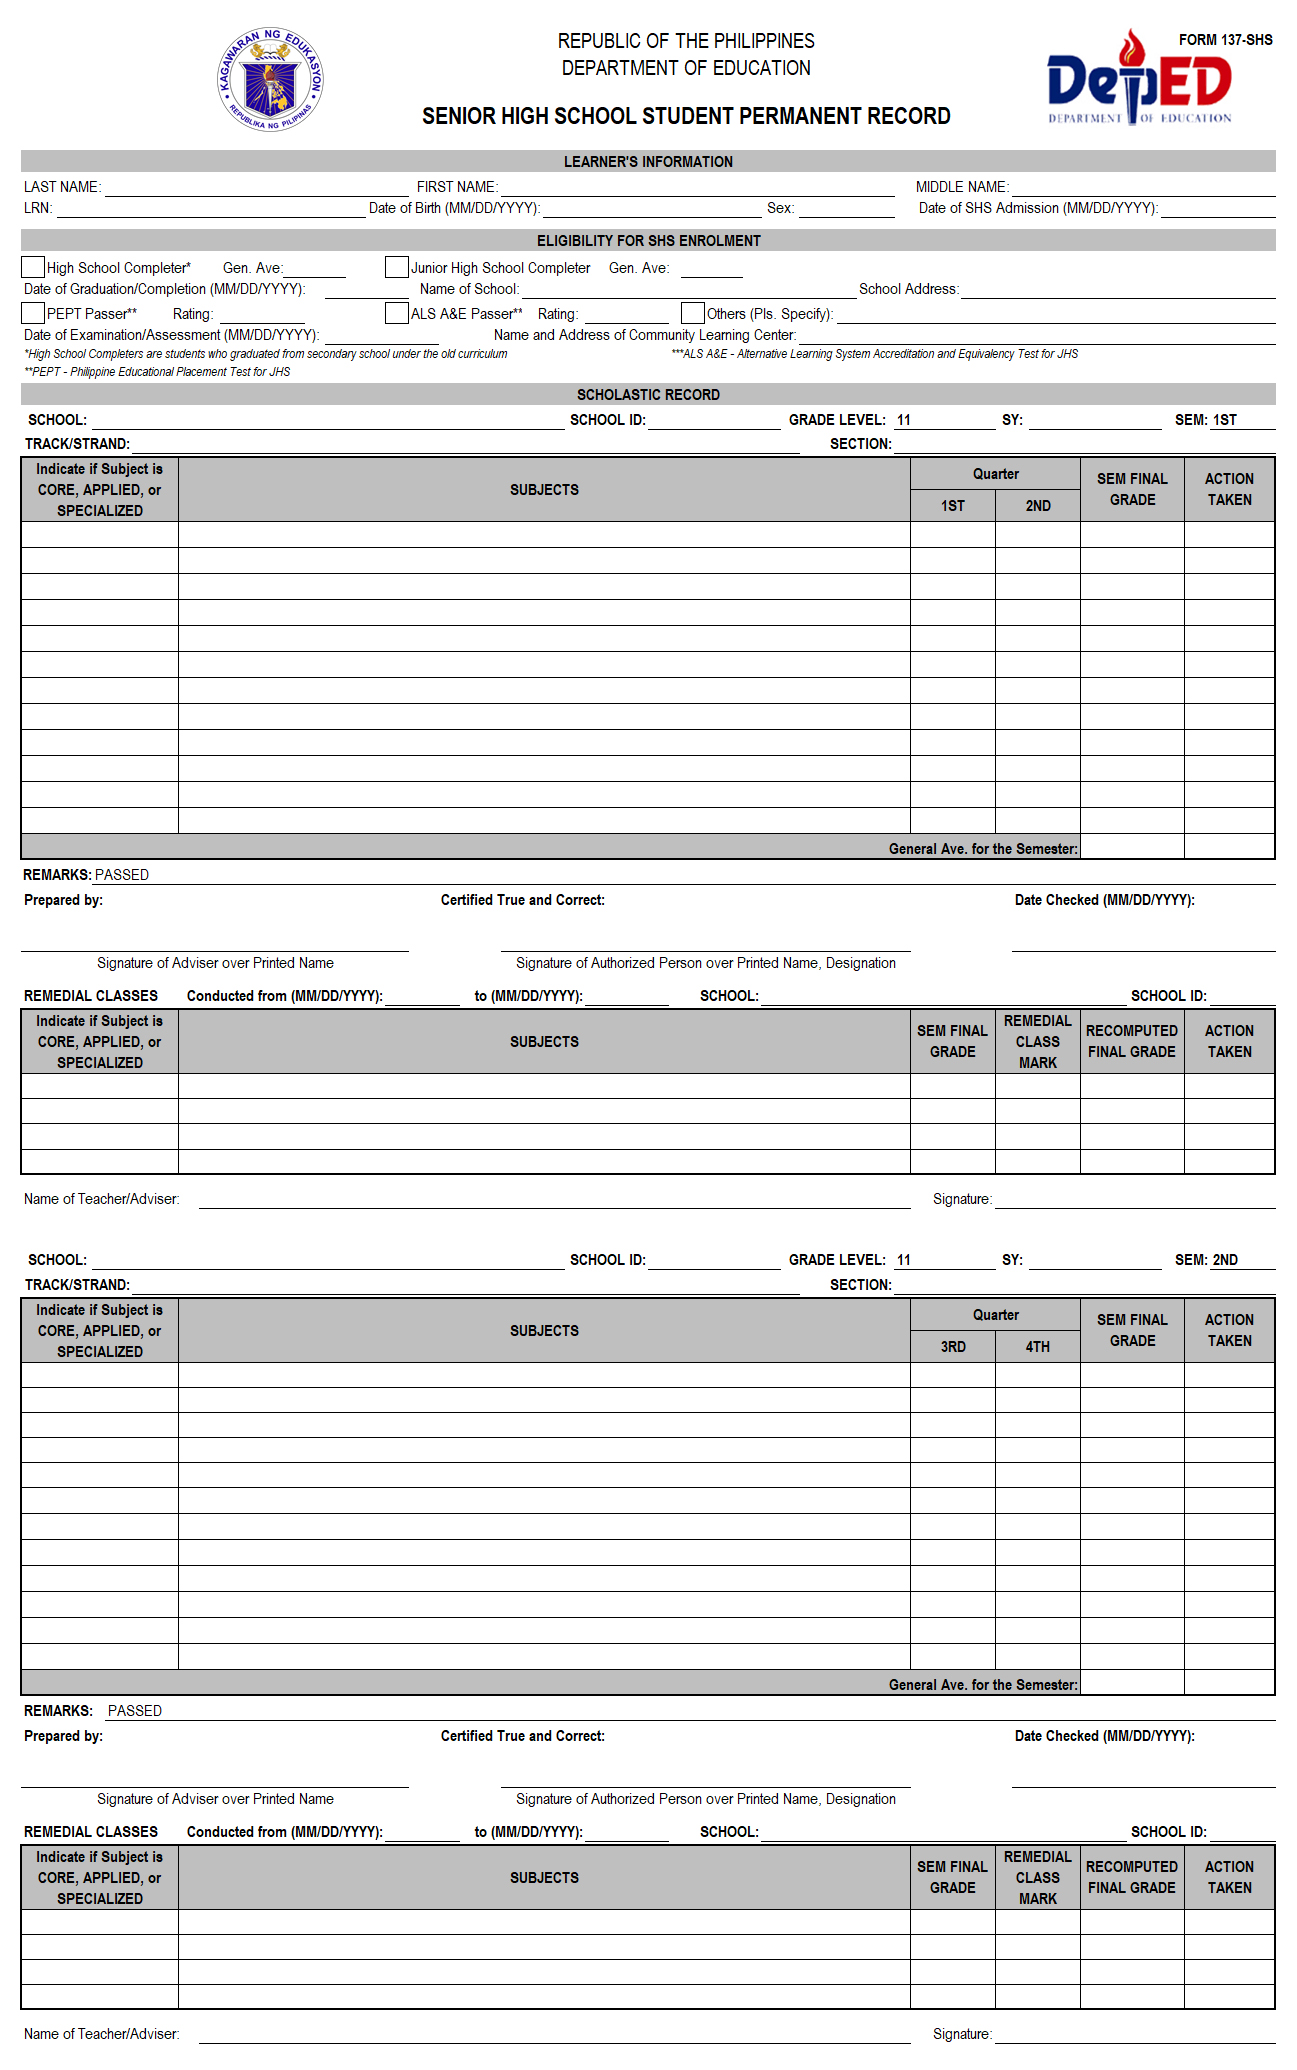 KAGAWARAN NG EDUKASYON
REPUBLIKA NG PILIPINAS
REPUBLIC OF THE PHILIPPINES
DEPARTMENT OF EDUCATION
SENIOR HIGH SCHOOL STUDENT PERMANENT RECORD
FORM 137-SHS
DepED
DEPARTMENT OF EDUCATION
LEARNER'S INFORMATION
LAST NAME: FIRST NAME: MIDDLE NAME:
LRN: Date of Birth (MM/DD/YYYY): Sex: Date of SHS Admission (MM/DD/YYYY):
ELIGIBILITY FOR SHS ENROLMENT
High School Completer* Gen. Ave: Junior High School Completer Gen. Ave:
Date of Graduation/Completion (MM/DD/YYYY): Name of School: School Address:
PEPT Passer** Rating: ALS A&E Passer** Rating: Others (Pls. Specify):
Date of Examination/Assessment (MM/DD/YYYY): Name and Address of Community Learning Center:
*High School Completers are students who graduated from secondary school under the old curriculum ***ALS A&E - Alternative Learning System Accreditation and Equivalency Test for JHS
**PEPT - Philippine Educational Placement Test for JHS
SCHOLASTIC RECORD
SCHOOL: SCHOOL ID: GRADE LEVEL: 11 SY: SEM: 1ST
TRACK/STRAND: SECTION:
Indicate if Subject is
CORE, APPLIED, or
SPECIALIZED
SUBJECTS
Quarter
1ST 2ND
SEM FINAL
GRADE
ACTION
TAKEN
General Ave. for the Semester:
REMARKS: PASSED
Prepared by: Certified True and Correct: Date Checked (MM/DD/YYYY):
Signature of Adviser over Printed Name Signature of Authorized Person over Printed Name, Designation
REMEDIAL CLASSES Conducted from (MM/DD/YYYY): to (MM/DD/YYYY): SCHOOL: SCHOOL ID:
Indicate if Subject is
CORE, APPLIED, or
SPECIALIZED
SUBJECTS
SEM FINAL
GRADE
REMEDIAL
CLASS
MARK
RECOMPUTED
FINAL GRADE
ACTION
TAKEN
Name of Teacher/Adviser: Signature:
SCHOOL: SCHOOL ID: GRADE LEVEL: 11 SY: SEM: 2ND
TRACK/STRAND: SECTION:
Indicate if Subject is
CORE, APPLIED, or
SPECIALIZED
SUBJECTS
Quarter
3RD 4TH
SEM FINAL
GRADE
ACTION
TAKEN
General Ave. for the Semester:
REMARKS: PASSED
Prepared by: Certified True and Correct: Date Checked (MM/DD/YYYY):
Signature of Adviser over Printed Name Signature of Authorized Person over Printed Name, Designation
REMEDIAL CLASSES Conducted from (MM/DD/YYYY): to (MM/DD/YYYY): SCHOOL: SCHOOL ID:
Indicate if Subject is
CORE, APPLIED, or
SPECIALIZED
SUBJECTS
SEM FINAL
GRADE
REMEDIAL
CLASS
MARK
RECOMPUTED
FINAL GRADE
ACTION
TAKEN
Name of Teacher/Adviser: Signature: